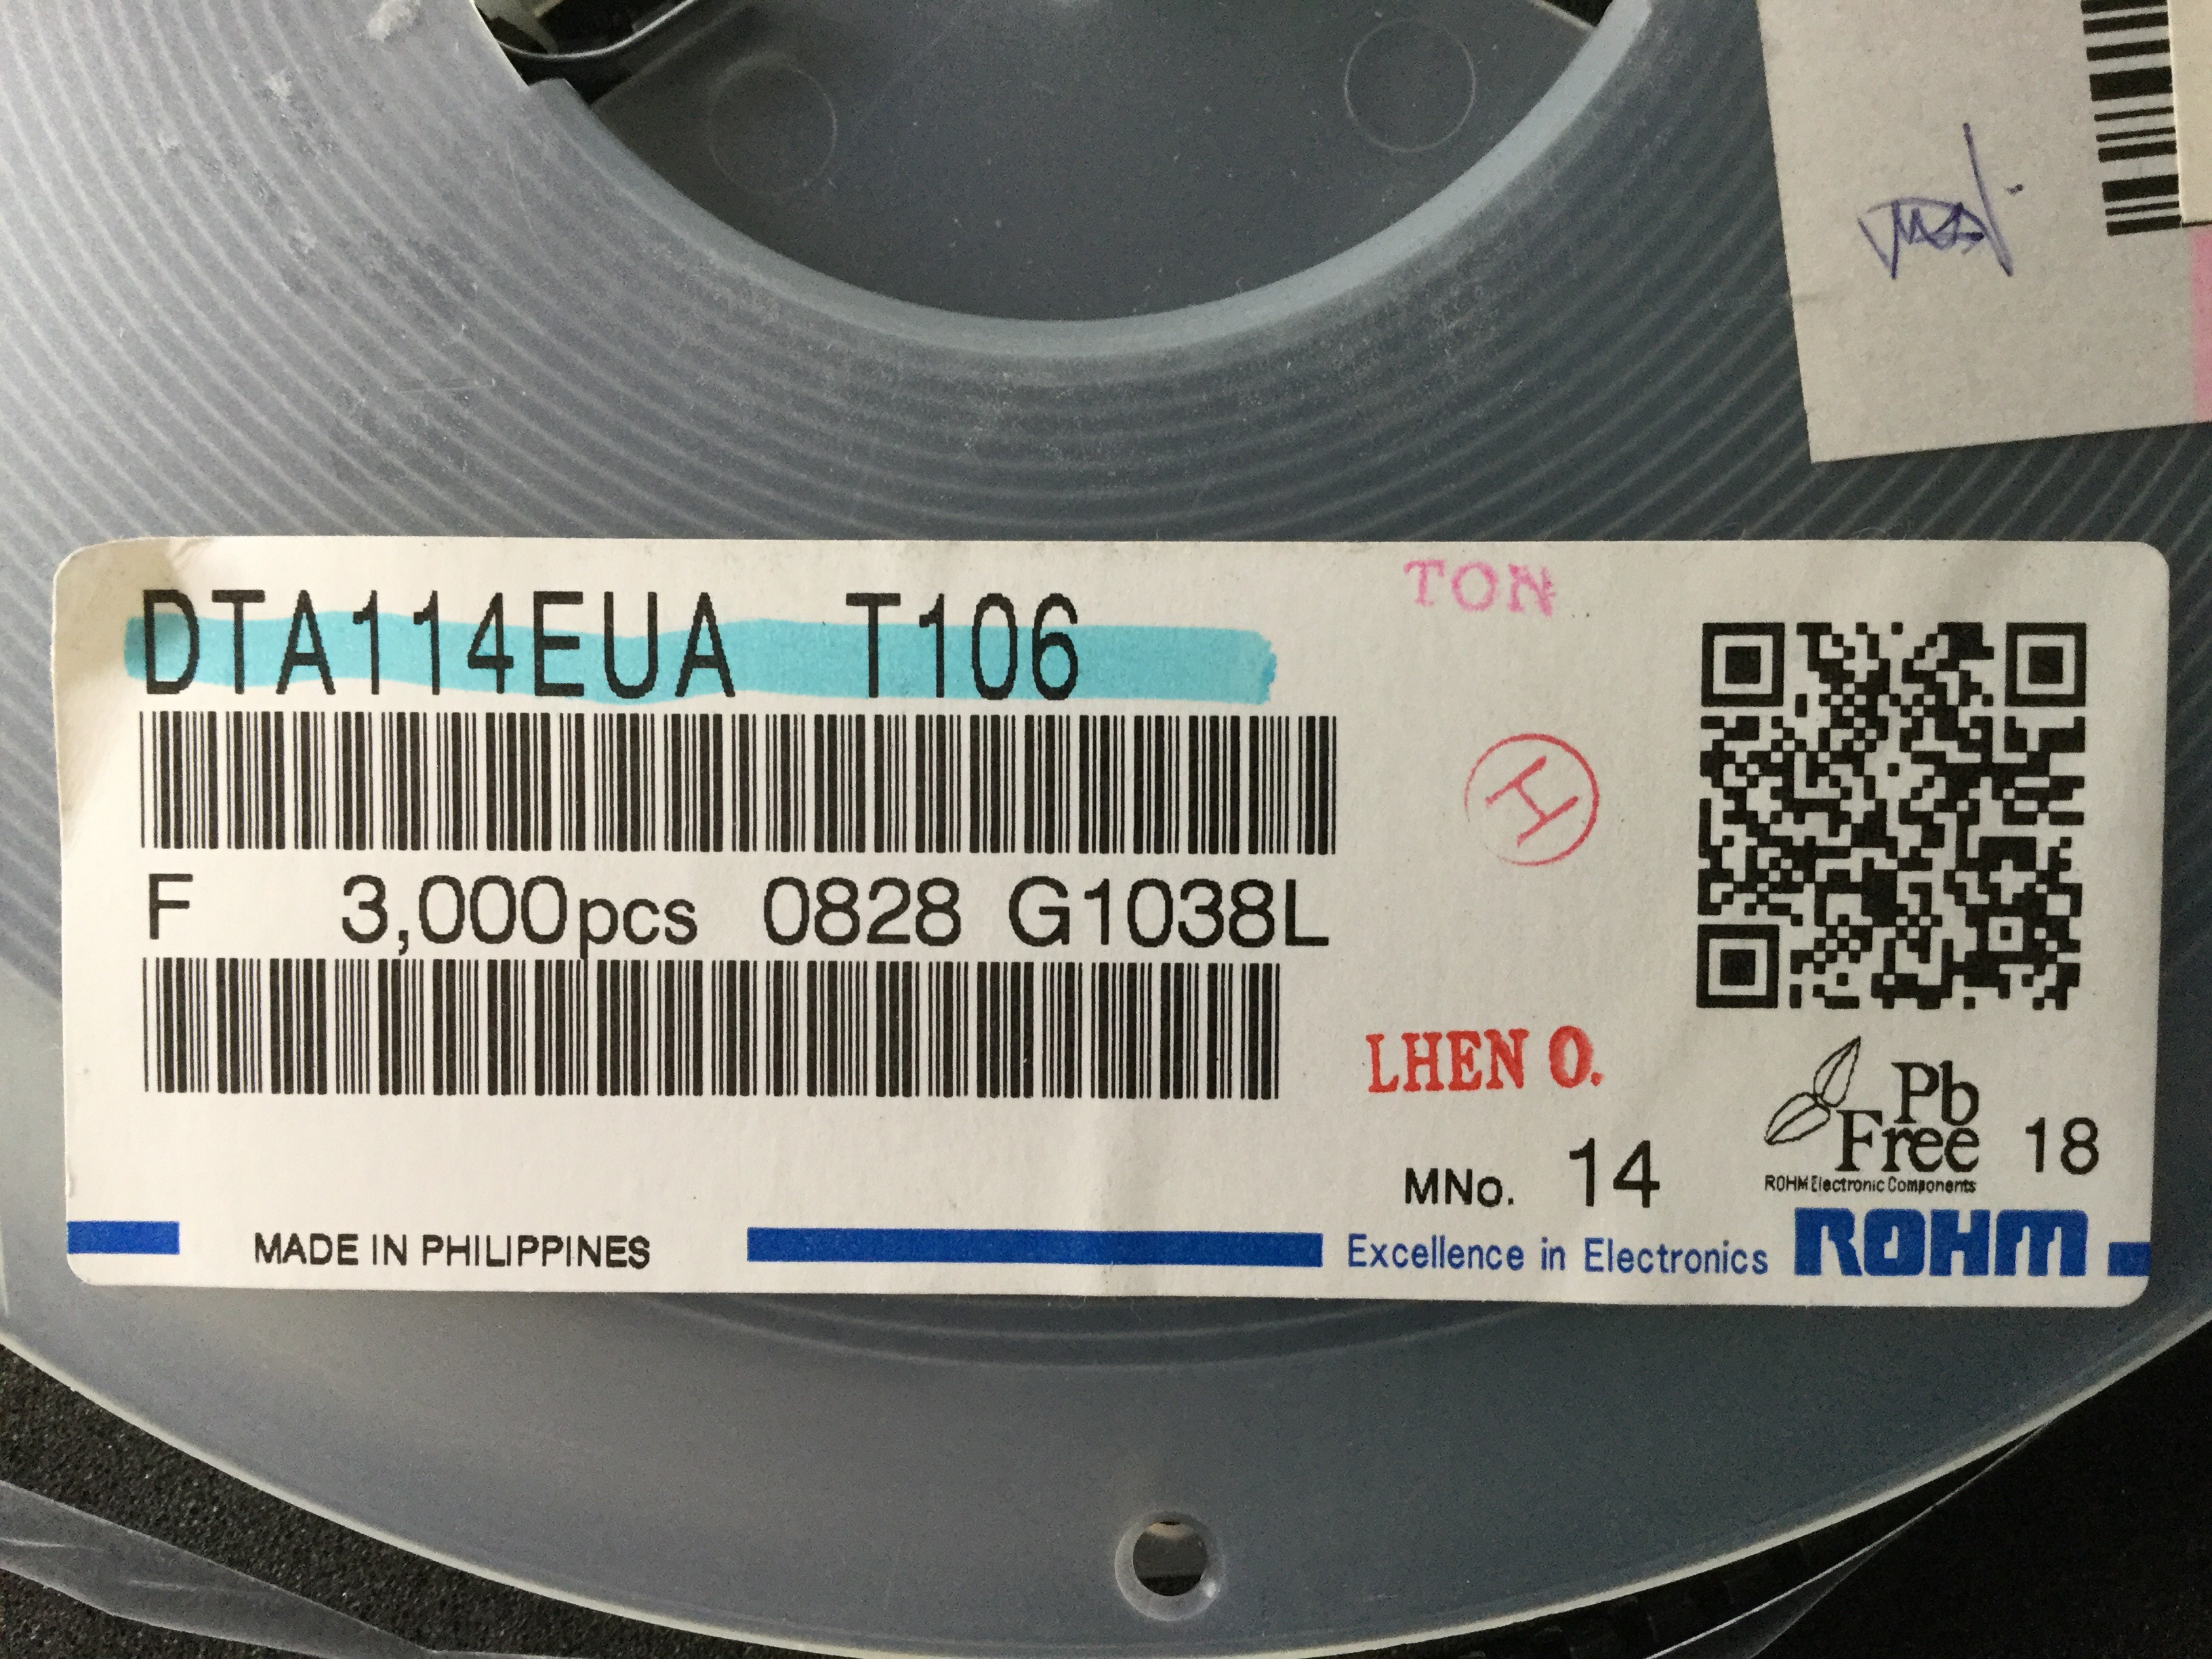 TON
DTA114EUA T106
H
F 3,000pcs 0828 G1038L
LHEN O.
Pb
Free 18
ROHM Electronic Components
MNo. 14
MADE IN PHILIPPINES
Excellence in Electronics ROHM